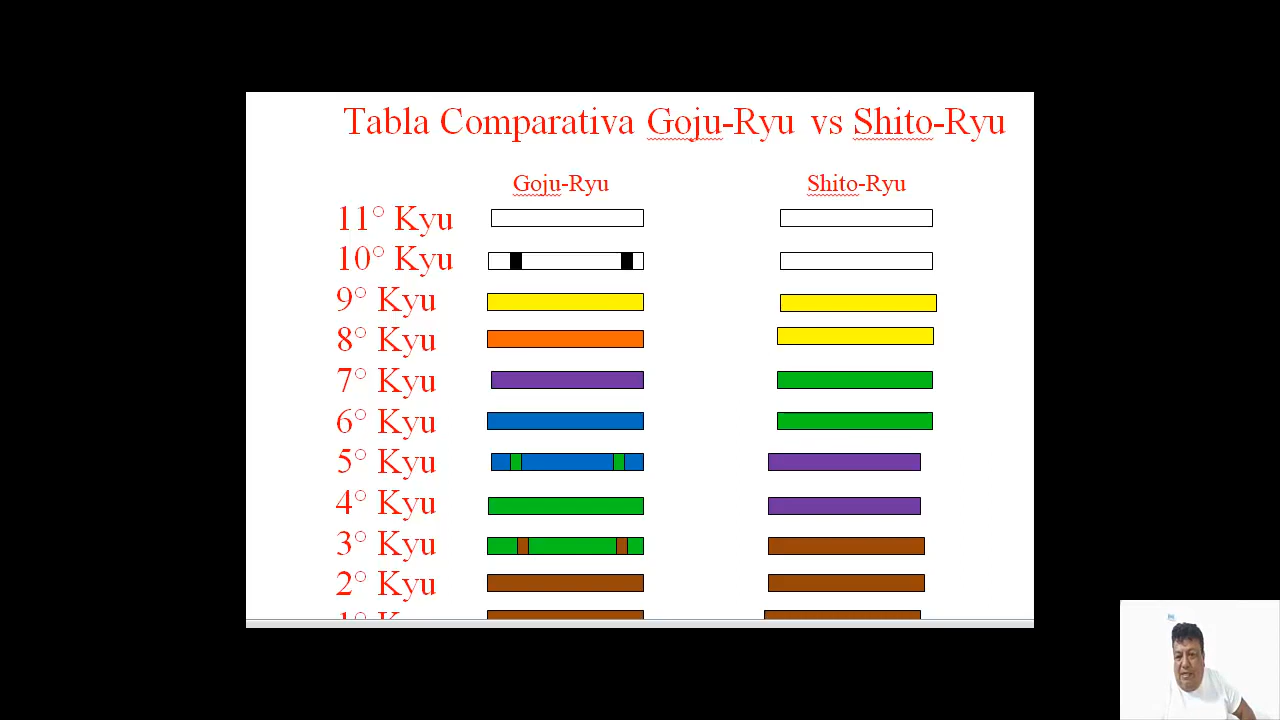 Tabla Comparativa Goju-Ryu vs Shito-Ryu
Goju-Ryu Shito-Ryu
11° Kyu
10° Kyu
9° Kyu
8° Kyu
7° Kyu
6° Kyu
5° Kyu
4° Kyu
3° Kyu
2° Kyu